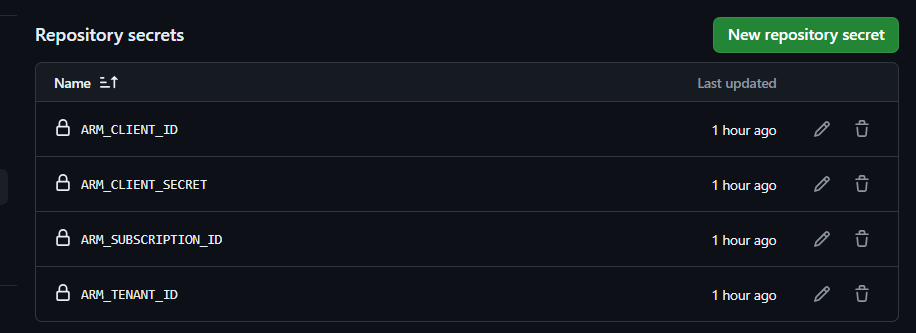 Repository secrets
New repository secret
Name
Last updated
ARM_CLIENT_ID
1 hour ago
ARM_CLIENT_SECRET
1 hour ago
ARM_SUBSCRIPTION_ID
1 hour ago
ARM_TENANT_ID
1 hour ago